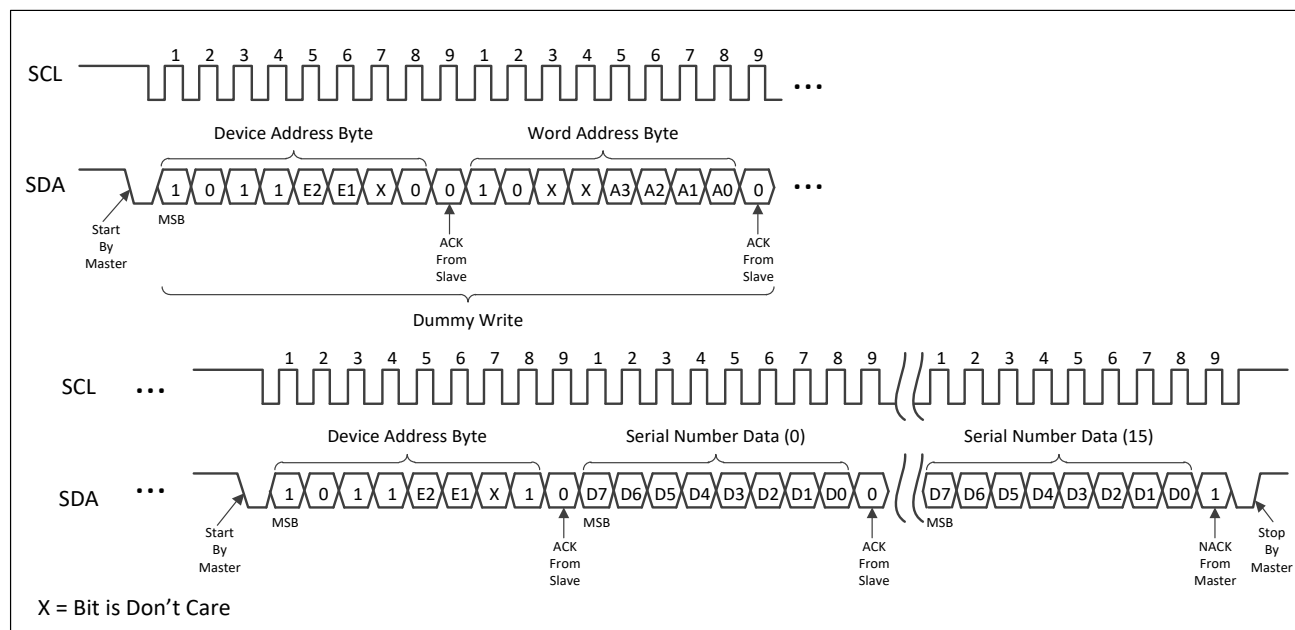 1 2 3 4 5 6 7 8 9 1 2 3 4 5 6 7 8 9
SCL ...
Device Address Byte Word Address Byte
SDA 1 0 1 1 E2 E1 X 0 0 1 0 X X A3 A2 A1 A0 0 ...
MSB
Start
By
Master
ACK
From
Slave
ACK
From
Slave
Dummy Write
1 2 3 4 5 6 7 8 9 1 2 3 4 5 6 7 8 9 1 2 3 4 5 6 7 8 9
SCL ...
Device Address Byte Serial Number Data (0) Serial Number Data (15)
SDA ... 1 0 1 1 E2 E1 X 1 0 D7 D6 D5 D4 D3 D2 D1 D0 0 D7 D6 D5 D4 D3 D2 D1 D0 1
MSB MSB MSB
Start
By
Master
ACK
From
Slave
ACK
From
Slave
NACK
From
Master
Stop
By
Master
X = Bit is Don't Care